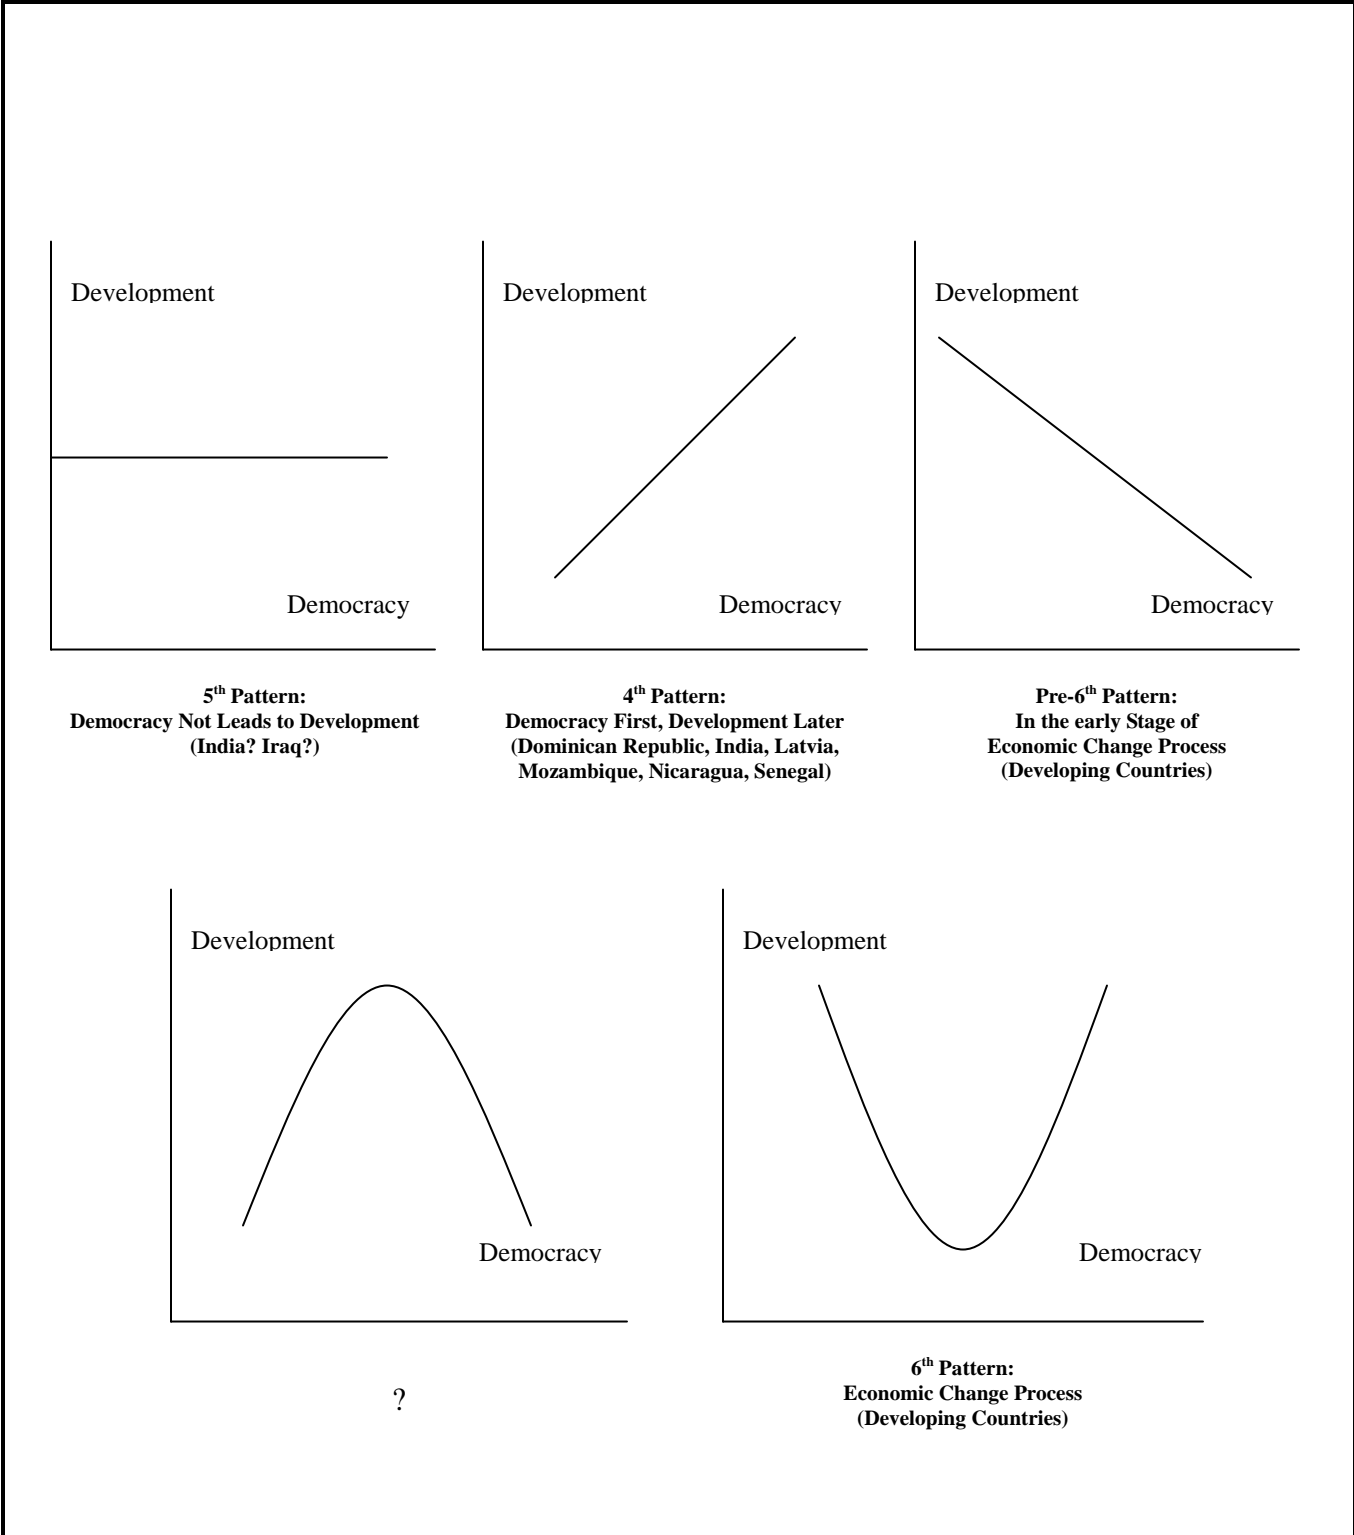 Development
Democracy
5th Pattern:
Democracy Not Leads to Development
(India? Iraq?)
Development
Democracy
4th Pattern:
Democracy First, Development Later
(Dominican Republic, India, Latvia,
Mozambique, Nicaragua, Senegal)
Development
Democracy
Pre-6th Pattern:
In the early Stage of
Economic Change Process
(Developing Countries)
Development
Democracy
?
Development
Democracy
6th Pattern:
Economic Change Process
(Developing Countries)